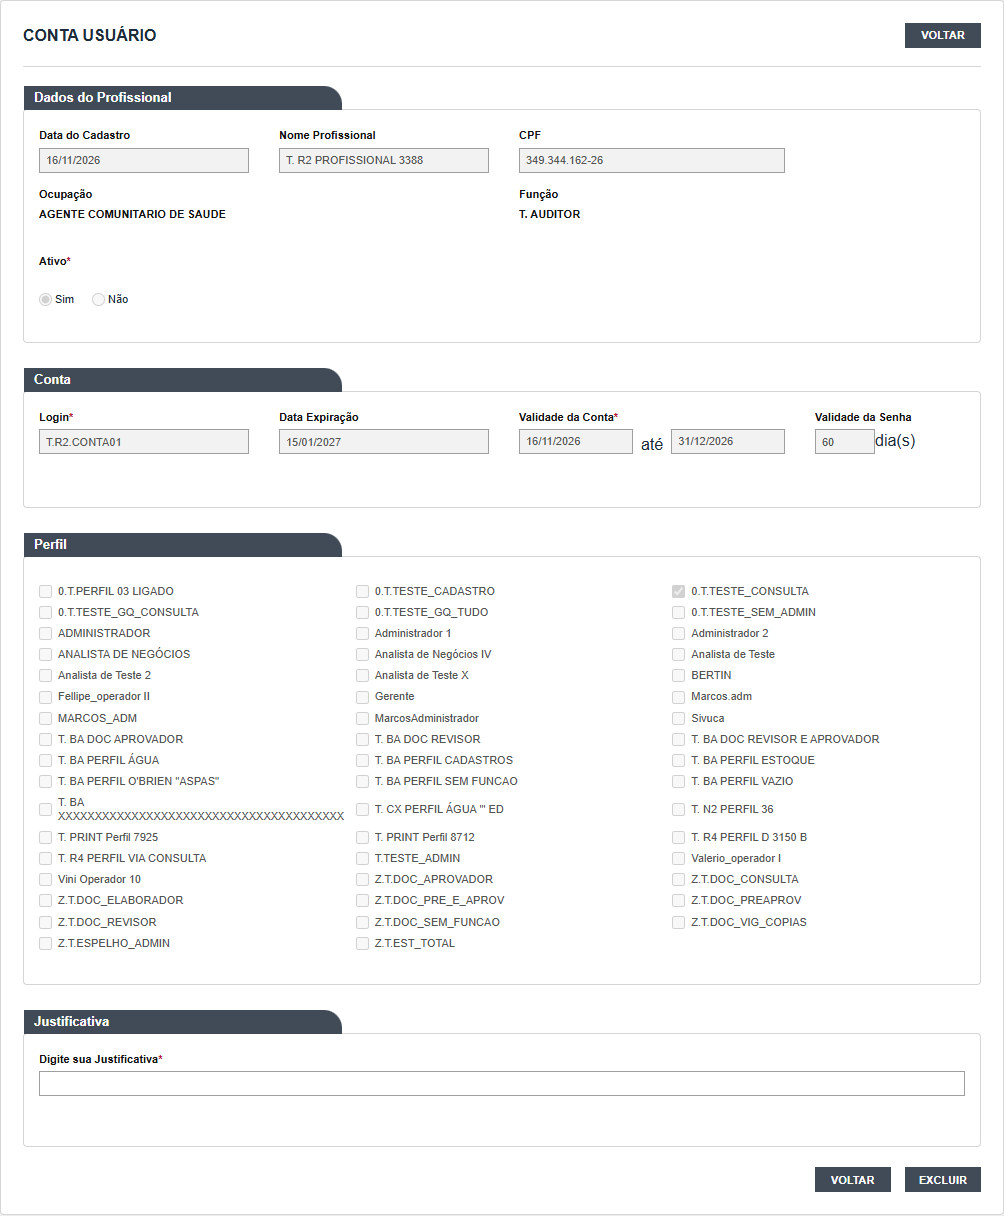 CONTA USUÁRIO
VOLTAR
Dados do Profissional
Data do Cadastro Nome Profissional CPF
16/11/2026 T. R2 PROFISSIONAL 3388 349.344.162-26
Ocupação Função
AGENTE COMUNITARIO DE SAUDE T. AUDITOR
Ativo*
Sim Não
Conta
Login* Data Expiração Validade da Conta* Validade da Senha
T.R2.CONTA01 15/01/2027 16/11/2026 até 31/12/2026 60 dia(s)
Perfil
0.T.PERFIL 03 LIGADO 0.T.TESTE_CADASTRO 0.T.TESTE_CONSULTA
0.T.TESTE_GQ_CONSULTA 0.T.TESTE_GQ_TUDO 0.T.TESTE_SEM_ADMIN
ADMINISTRADOR Administrador 1 Administrador 2
ANALISTA DE NEGÓCIOS Analista de Negócios IV Analista de Teste
Analista de Teste 2 Analista de Teste X BERTIN
Fellipe_operador II Gerente Marcos.adm
MARCOS_ADM MarcosAdministrador Sivuca
T. BA DOC APROVADOR T. BA DOC REVISOR T. BA DOC REVISOR E APROVADOR
T. BA PERFIL ÁGUA T. BA PERFIL CADASTROS T. BA PERFIL ESTOQUE
T. BA PERFIL O'BRIEN "ASPAS" T. BA PERFIL SEM FUNCAO T. BA PERFIL VAZIO
T. BA
XXXXXXXXXXXXXXXXXXXXXXXXXXXXXXXXXXXXXXX T. CX PERFIL ÁGUA '" ED T. N2 PERFIL 36
T. PRINT Perfil 7925 T. PRINT Perfil 8712 T. R4 PERFIL D 3150 B
T. R4 PERFIL VIA CONSULTA T.TESTE_ADMIN Valerio_operador I
Vini Operador 10 Z.T.DOC_APROVADOR Z.T.DOC_CONSULTA
Z.T.DOC_ELABORADOR Z.T.DOC_PRE_E_APROV Z.T.DOC_PREAPROV
Z.T.DOC_REVISOR Z.T.DOC_SEM_FUNCAO Z.T.DOC_VIG_COPIAS
Z.T.ESPELHO_ADMIN Z.T.EST_TOTAL
Justificativa
Digite sua Justificativa*
VOLTAR EXCLUIR